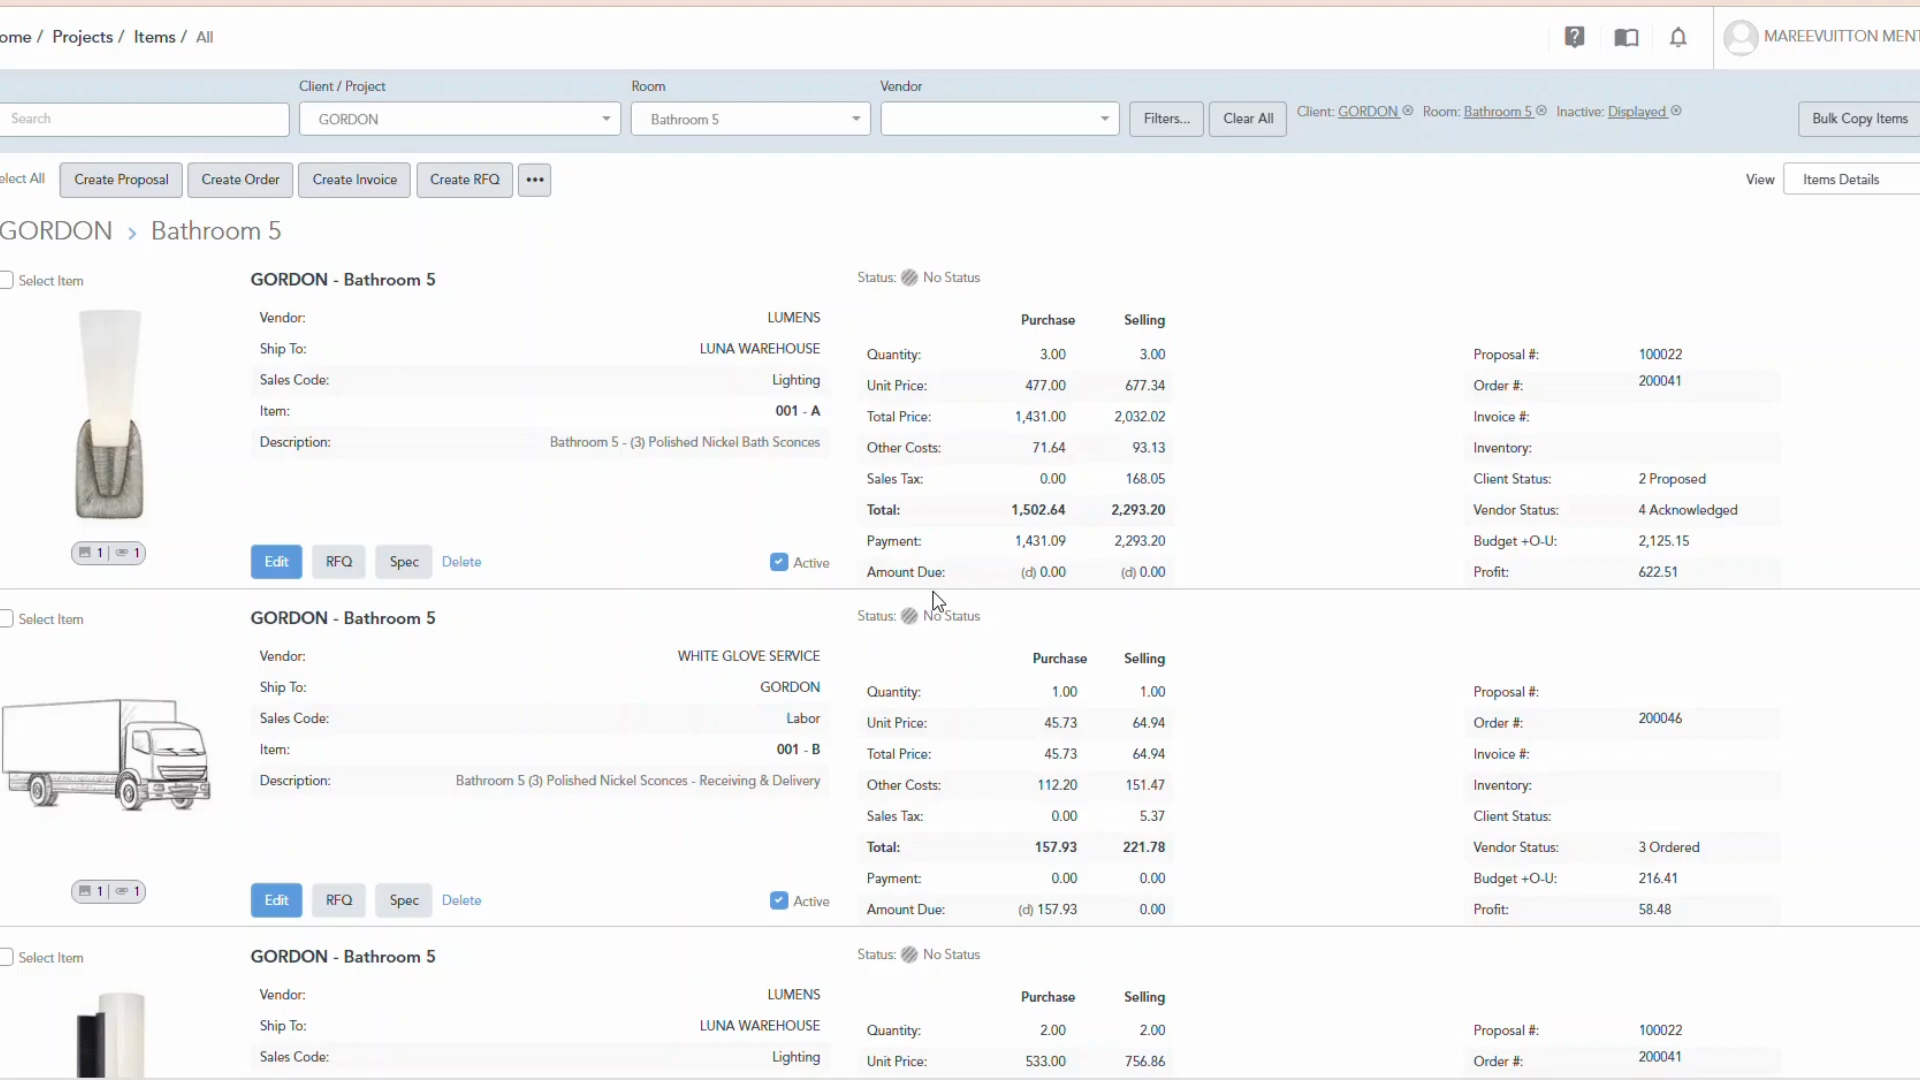 ome / Projects / Items / All
MAREEVUITTON MENT
Client / Project
Room
Vendor
Search
GORDON
Bathroom 5
Filters...
Clear All
Client: GORDON Room: Bathroom 5 Inactive: Displayed
Bulk Copy Items
elect All
Create Proposal
Create Order
Create Invoice
Create RFQ
View
Items Details
GORDON > Bathroom 5
Select Item
GORDON - Bathroom 5
Status: No Status
Vendor: LUMENS
Ship To: LUNA WAREHOUSE
Sales Code: Lighting
Item: 001 - A
Description: Bathroom 5 - (3) Polished Nickel Bath Sconces
1 | 1
Edit RFQ Spec Delete
Active
Purchase Selling
Quantity: 3.00 3.00
Unit Price: 477.00 677.34
Total Price: 1,431.00 2,032.02
Other Costs: 71.64 93.13
Sales Tax: 0.00 168.05
Total: 1,502.64 2,293.20
Payment: 1,431.09 2,293.20
Amount Due: (d) 0.00 (d) 0.00
Proposal #: 100022
Order #: 200041
Invoice #:
Inventory:
Client Status: 2 Proposed
Vendor Status: 4 Acknowledged
Budget +O-U: 2,125.15
Profit: 622.51
Select Item
GORDON - Bathroom 5
Status: No Status
Vendor: WHITE GLOVE SERVICE
Ship To: GORDON
Sales Code: Labor
Item: 001 - B
Description: Bathroom 5 (3) Polished Nickel Sconces - Receiving & Delivery
1 | 1
Edit RFQ Spec Delete
Active
Purchase Selling
Quantity: 1.00 1.00
Unit Price: 45.73 64.94
Total Price: 45.73 64.94
Other Costs: 112.20 151.47
Sales Tax: 0.00 5.37
Total: 157.93 221.78
Payment: 0.00 0.00
Amount Due: (d) 157.93 0.00
Proposal #:
Order #: 200046
Invoice #:
Inventory:
Client Status:
Vendor Status: 3 Ordered
Budget +O-U: 216.41
Profit: 58.48
Select Item
GORDON - Bathroom 5
Status: No Status
Vendor: LUMENS
Ship To: LUNA WAREHOUSE
Sales Code: Lighting
Purchase Selling
Quantity: 2.00 2.00
Unit Price: 533.00 756.86
Proposal #: 100022
Order #: 200041